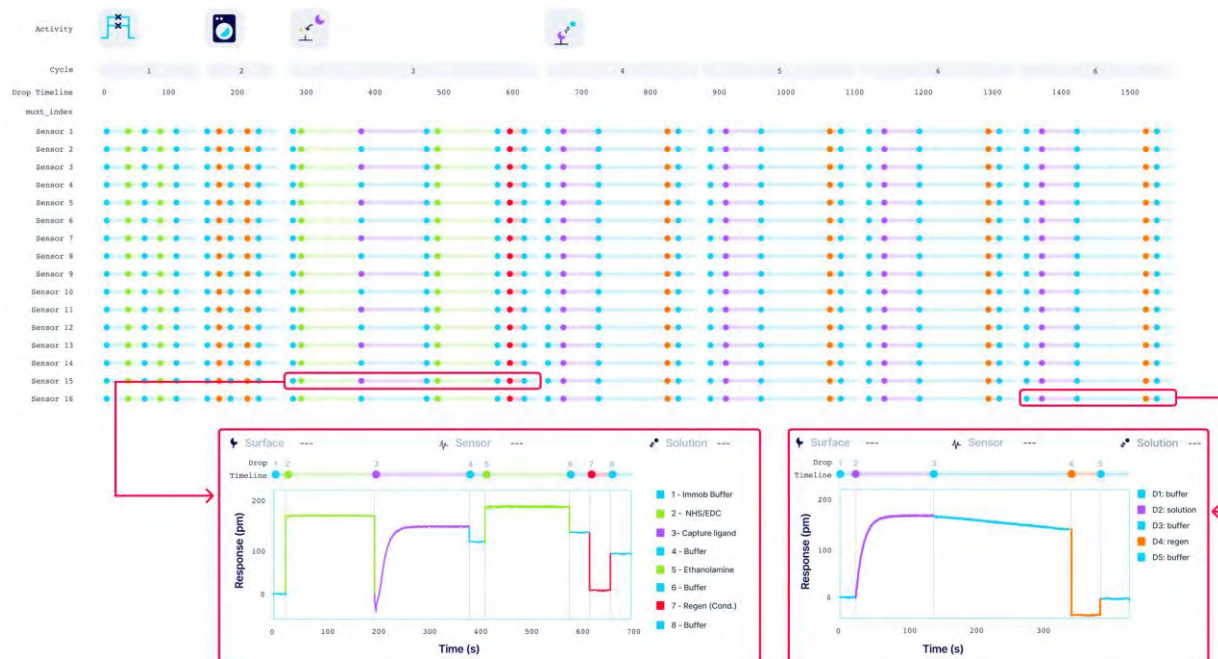 Activity
Cycle 1 2 3 4 5 6 6
Drop Timeline 0 100 200 300 400 500 600 700 800 900 1000 1100 1200 1300 1400 1500
muxt_index
Sensor 1
Sensor 2
Sensor 3
Sensor 4
Sensor 5
Sensor 6
Sensor 7
Sensor 8
Sensor 9
Sensor 10
Sensor 11
Sensor 12
Sensor 13
Sensor 14
Sensor 15
Sensor 16
Surface --- Sensor --- Solution ---
Drop
Timeline
1 2 3 4 5 6 7 8
200
100
0
Response (pm)
0 100 200 300 400 500 600 700
Time (s)
1 - Immob Buffer
2 - NHS/EDC
3- Capture ligand
4 - Buffer
5 - Ethanolamine
6 - Buffer
7 - Regen (Cond.)
8 - Buffer
Surface --- Sensor --- Solution ---
Drop
Timeline
1 2 3 4 5
200
100
0
Response (pm)
0 100 200 300
Time (s)
D1: buffer
D2: solution
D3: buffer
D4: regen
D5: buffer